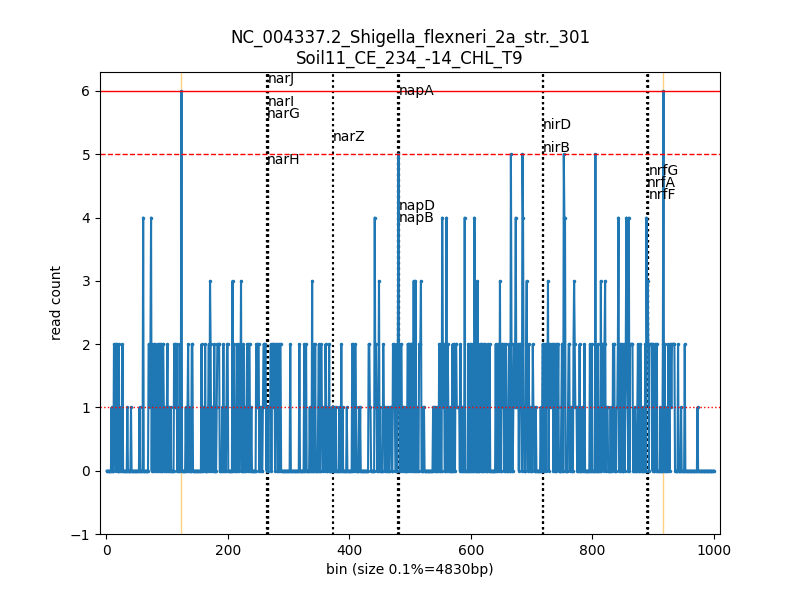 NC_004337.2_Shigella_flexneri_2a_str._301
Soil11_CE_234_-14_CHL_T9
read count
6
5
4
3
2
1
0
−1
narJ
narI
narG
narH
narZ
napA
napD
napB
nirD
nirB
nrfG
nrfA
nrfF
0
200
400
600
800
1000
bin (size 0.1%=4830bp)